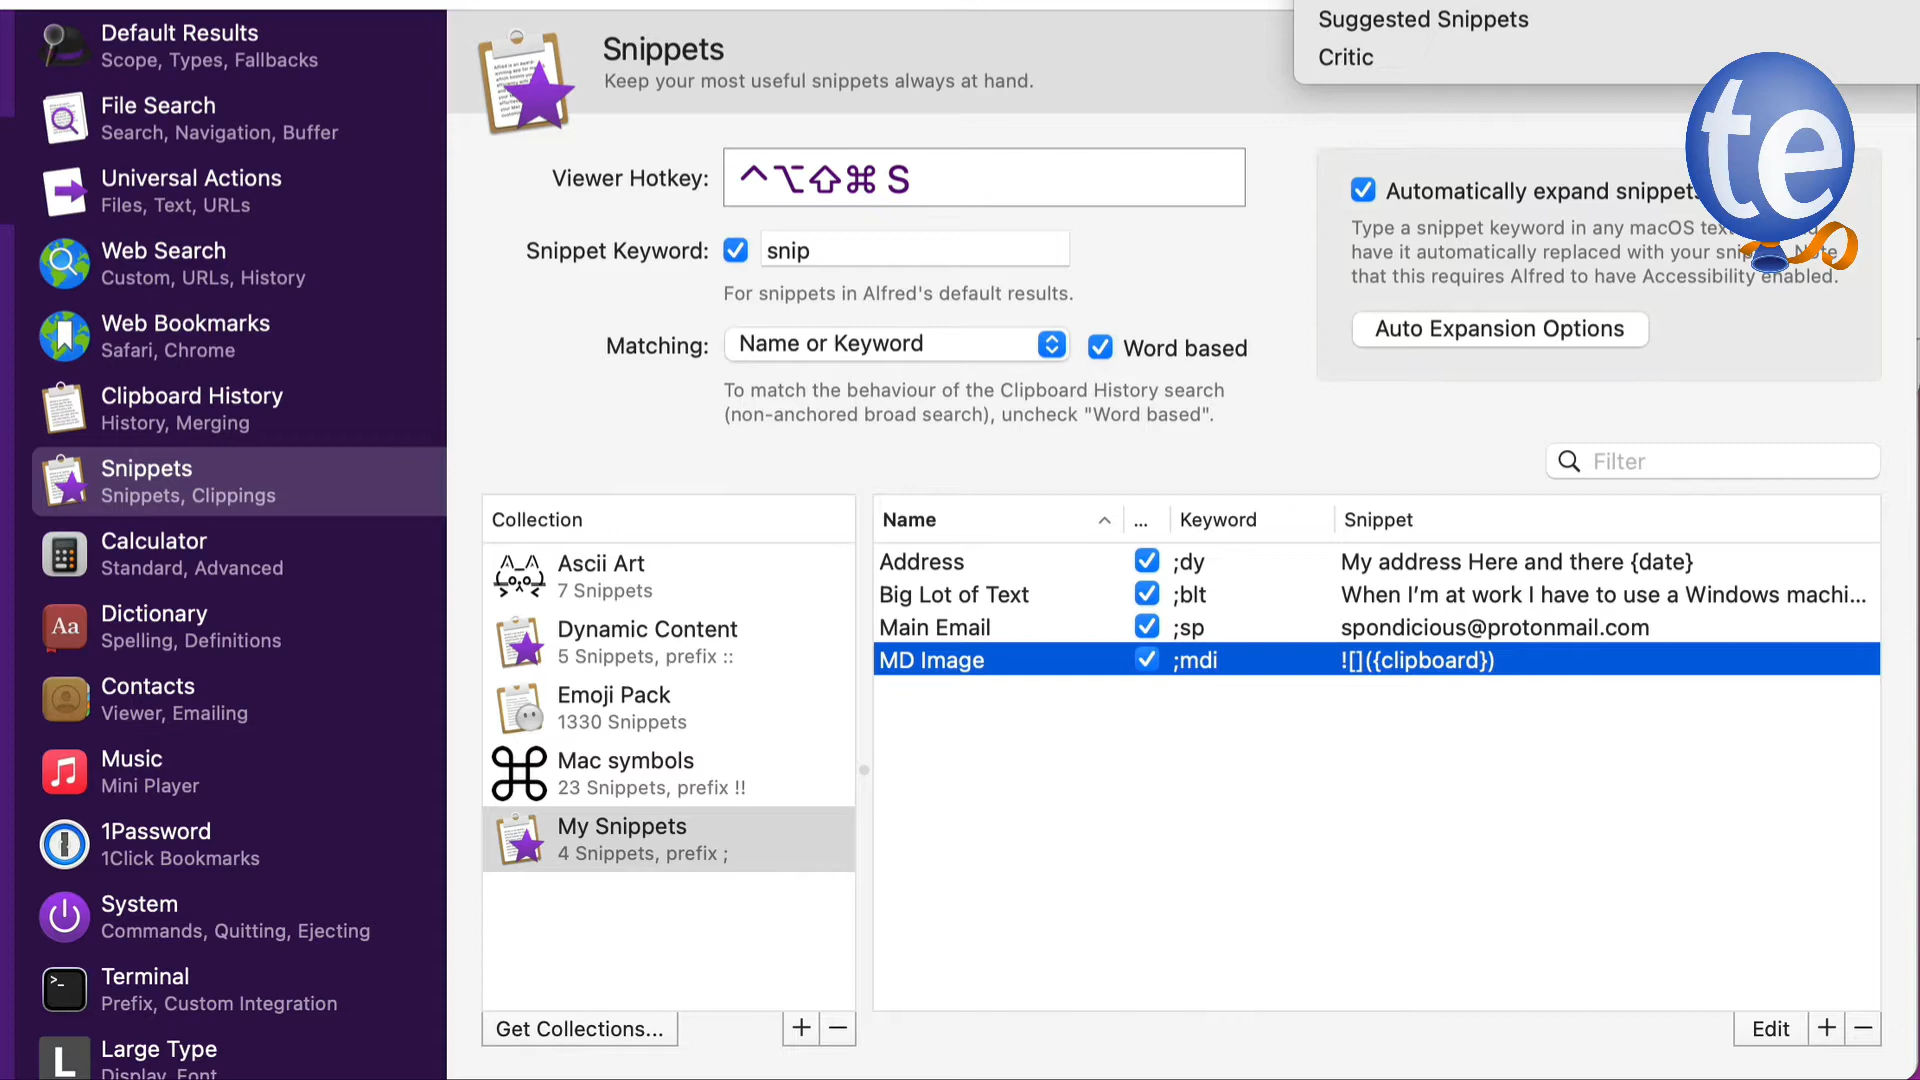 Default Results
Scope, Types, Fallbacks
File Search
Search, Navigation, Buffer
Universal Actions
Files, Text, URLs
Web Search
Custom, URLs, History
Web Bookmarks
Safari, Chrome
Clipboard History
History, Merging
Snippets
Snippets, Clippings
Calculator
Standard, Advanced
Dictionary
Spelling, Definitions
Aa
Contacts
Viewer, Emailing
Music
Mini Player
1Password
1Click Bookmarks
System
Commands, Quitting, Ejecting
Terminal
Prefix, Custom Integration
L
Large Type
Display, Font
Snippets
Keep your most useful snippets always at hand.
Suggested Snippets
Critic
te
Viewer Hotkey:
^⌥⇧⌘ S
Snippet Keyword:
snip
For snippets in Alfred's default results.
Matching:
Name or Keyword
Word based
To match the behaviour of the Clipboard History search
(non-anchored broad search), uncheck "Word based".
Automatically expand snippets
Type a snippet keyword in any macOS
have it automatically replaced with your
that this requires Alfred to have Accessibility enabled.
Auto Expansion Options
Filter
Collection
Ascii Art
7 Snippets
Dynamic Content
5 Snippets, prefix ::
Emoji Pack
1330 Snippets
Mac symbols
23 Snippets, prefix !!
My Snippets
4 Snippets, prefix ;
Get Collections...
+ −
Name ... Keyword Snippet
Address ;dy My address Here and there {date}
Big Lot of Text ;blt When I’m at work I have to use a Windows machi...
Main Email ;sp spondicious@protonmail.com
MD Image ;mdi ![]({clipboard})
Edit + −